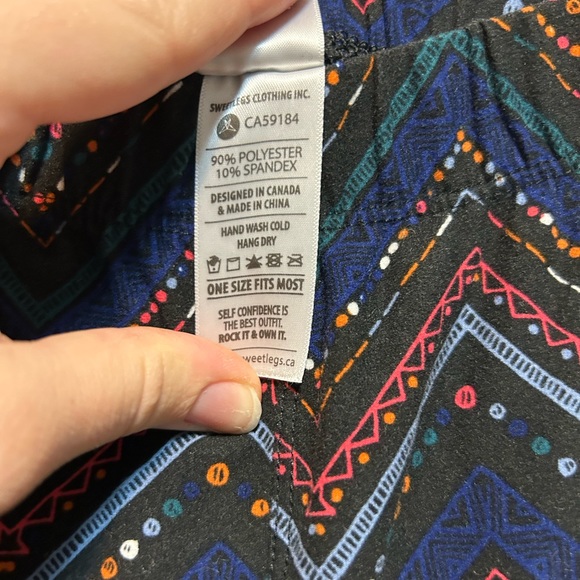 SWEETLEGS CLOTHING INC.
CA59184
90% POLYESTER
10% SPANDEX
DESIGNED IN CANADA
& MADE IN CHINA
HAND WASH COLD
HANG DRY
ONE SIZE FITS MOST
SELF CONFIDENCE IS
THE BEST OUTFIT.
ROCK IT & OWN IT.
sweetlegs.ca